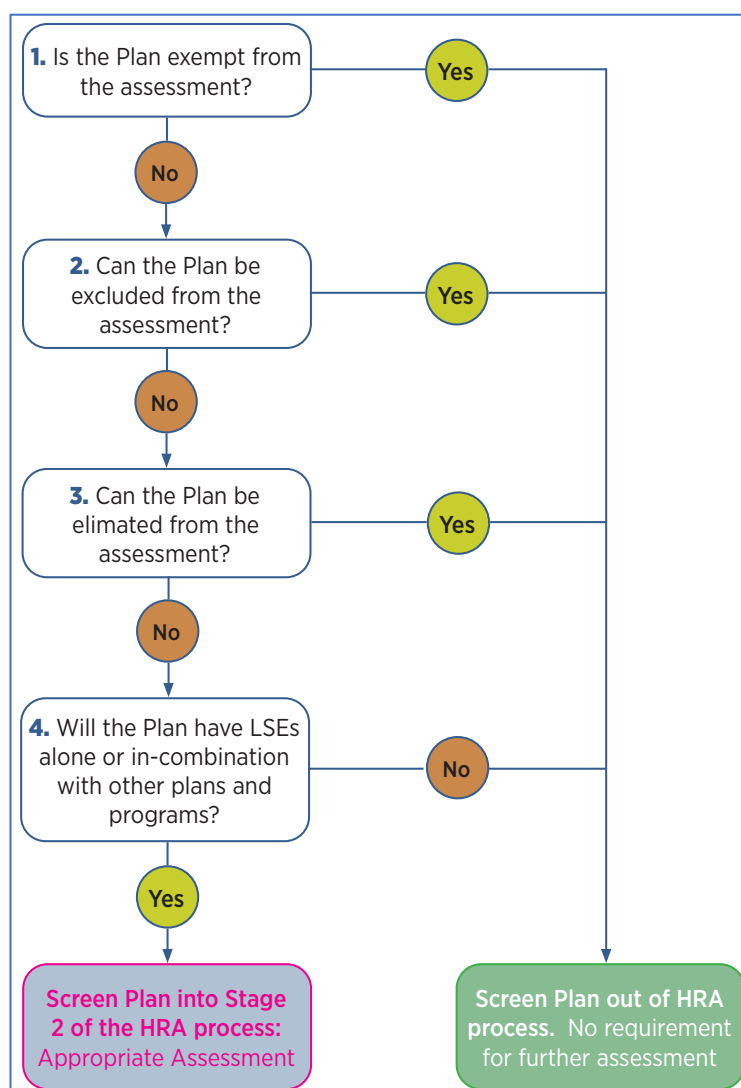 1. Is the Plan exempt from
the assessment?
Yes
No
2. Can the Plan be
excluded from the
assessment?
Yes
No
3. Can the Plan be
elimated from the
assessment?
Yes
No
4. Will the Plan have LSEs
alone or in-combination
with other plans and
programs?
No
Yes
Screen Plan into Stage
2 of the HRA process:
Appropriate Assessment
Screen Plan out of HRA
process. No requirement
for further assessment